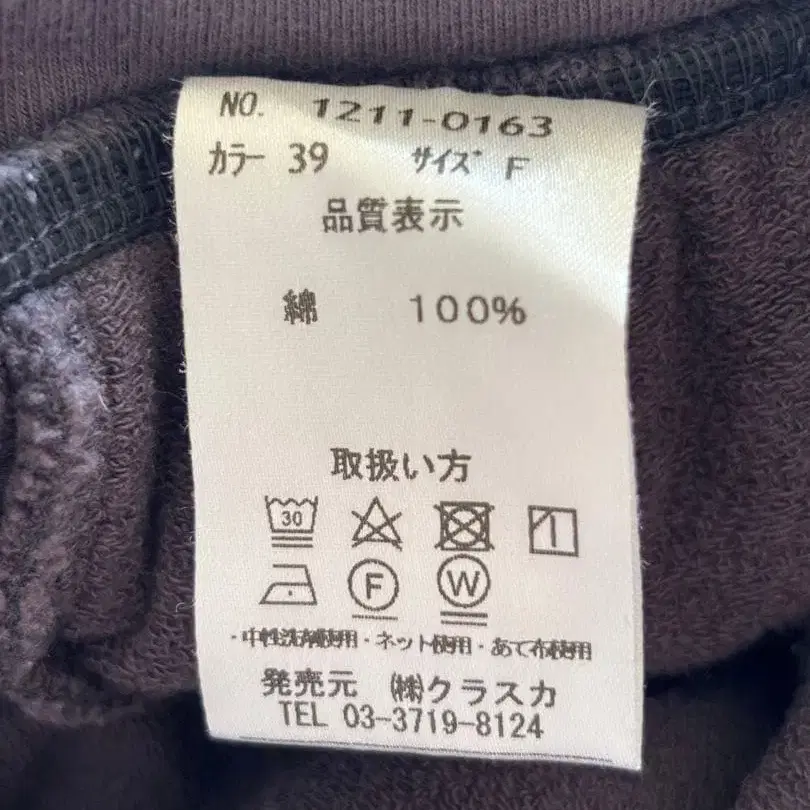 NO. 1211-0163
カラー 39 サイズ F
品質表示
綿 100%
取扱い方
30
F W
・中性洗剤使用・ネット使用・あて布使用
発売元 ㈱クラスカ
TEL 03-3719-8124